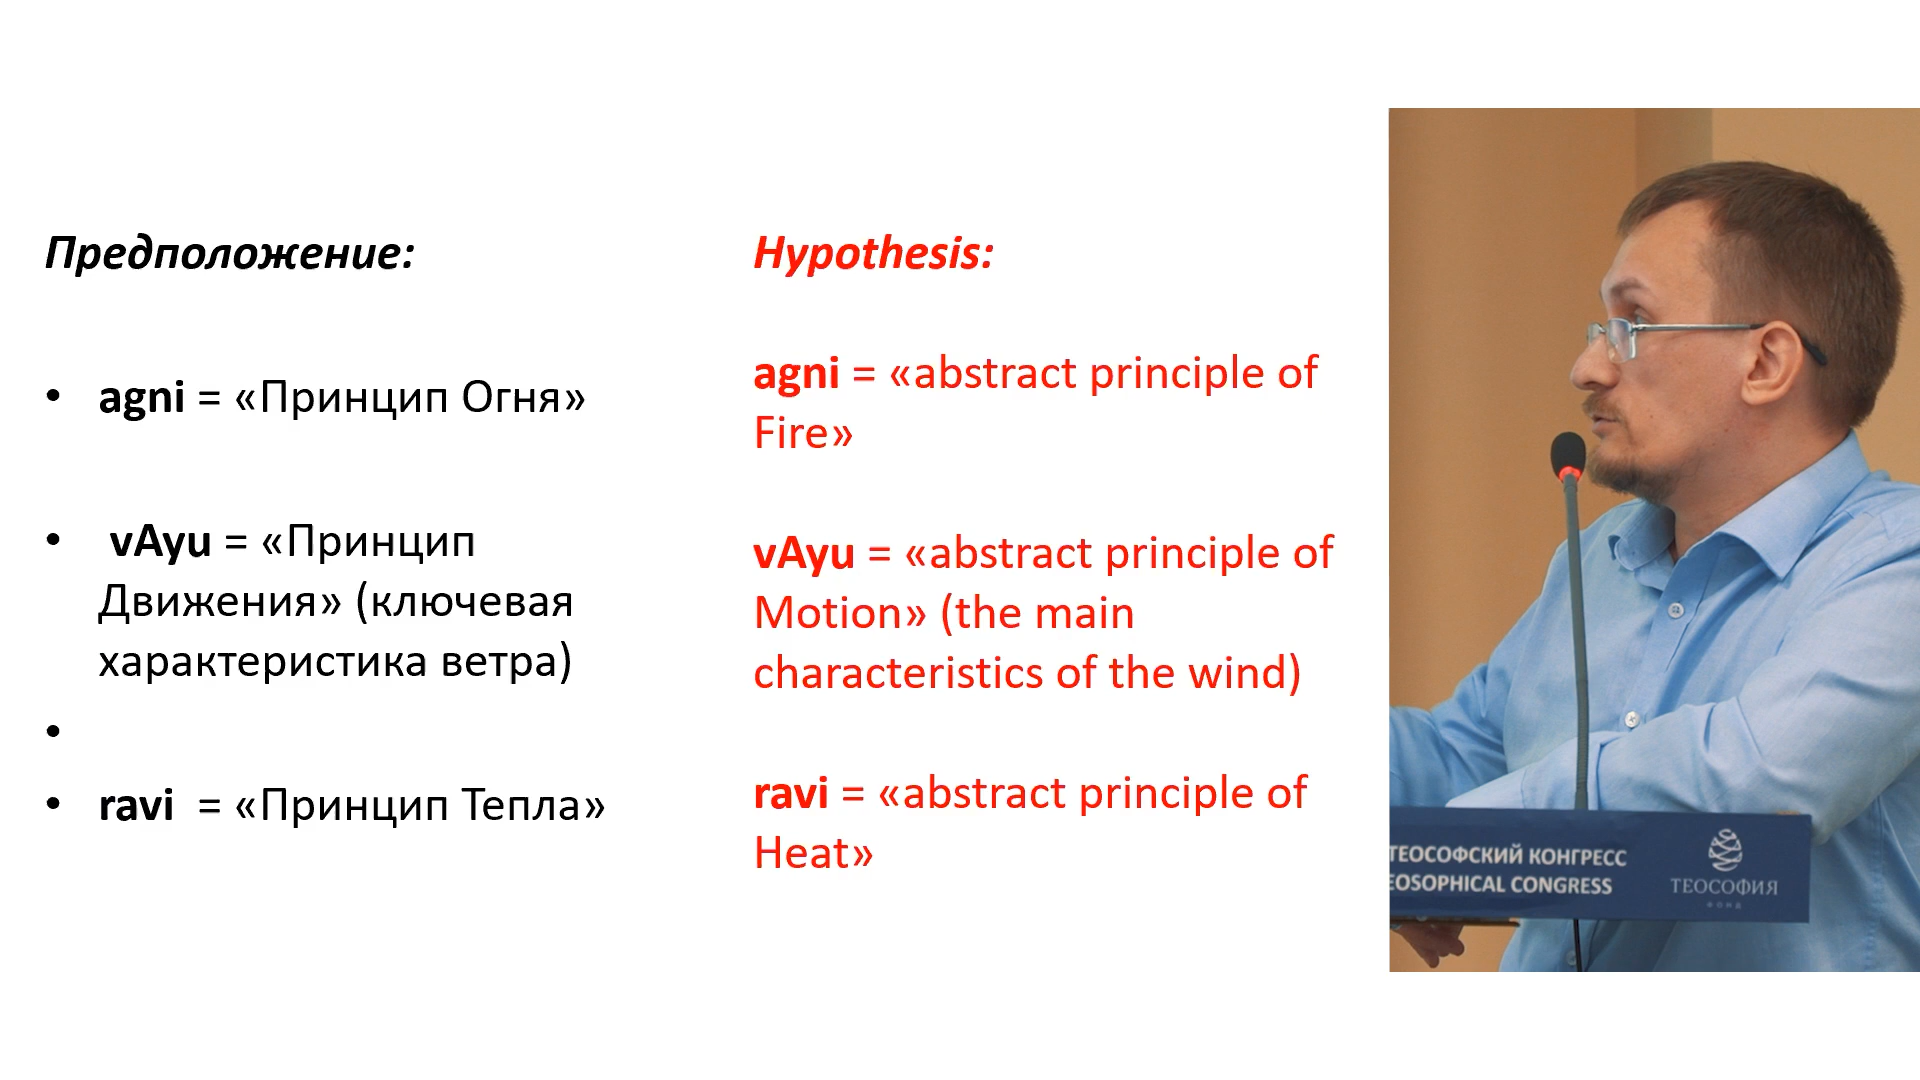 Предположение:
• agni = «Принцип Огня»
• vAyu = «Принцип
Движения» (ключевая
характеристика ветра)
•
• ravi = «Принцип Тепла»
Hypothesis:
agni = «abstract principle of
Fire»
vAyu = «abstract principle of
Motion» (the main
characteristics of the wind)
ravi = «abstract principle of
Heat»
ТЕОСОФСКИЙ КОНГРЕСС
EOSOPHICAL CONGRESS
ТЕОСОФИЯ
ФОНД